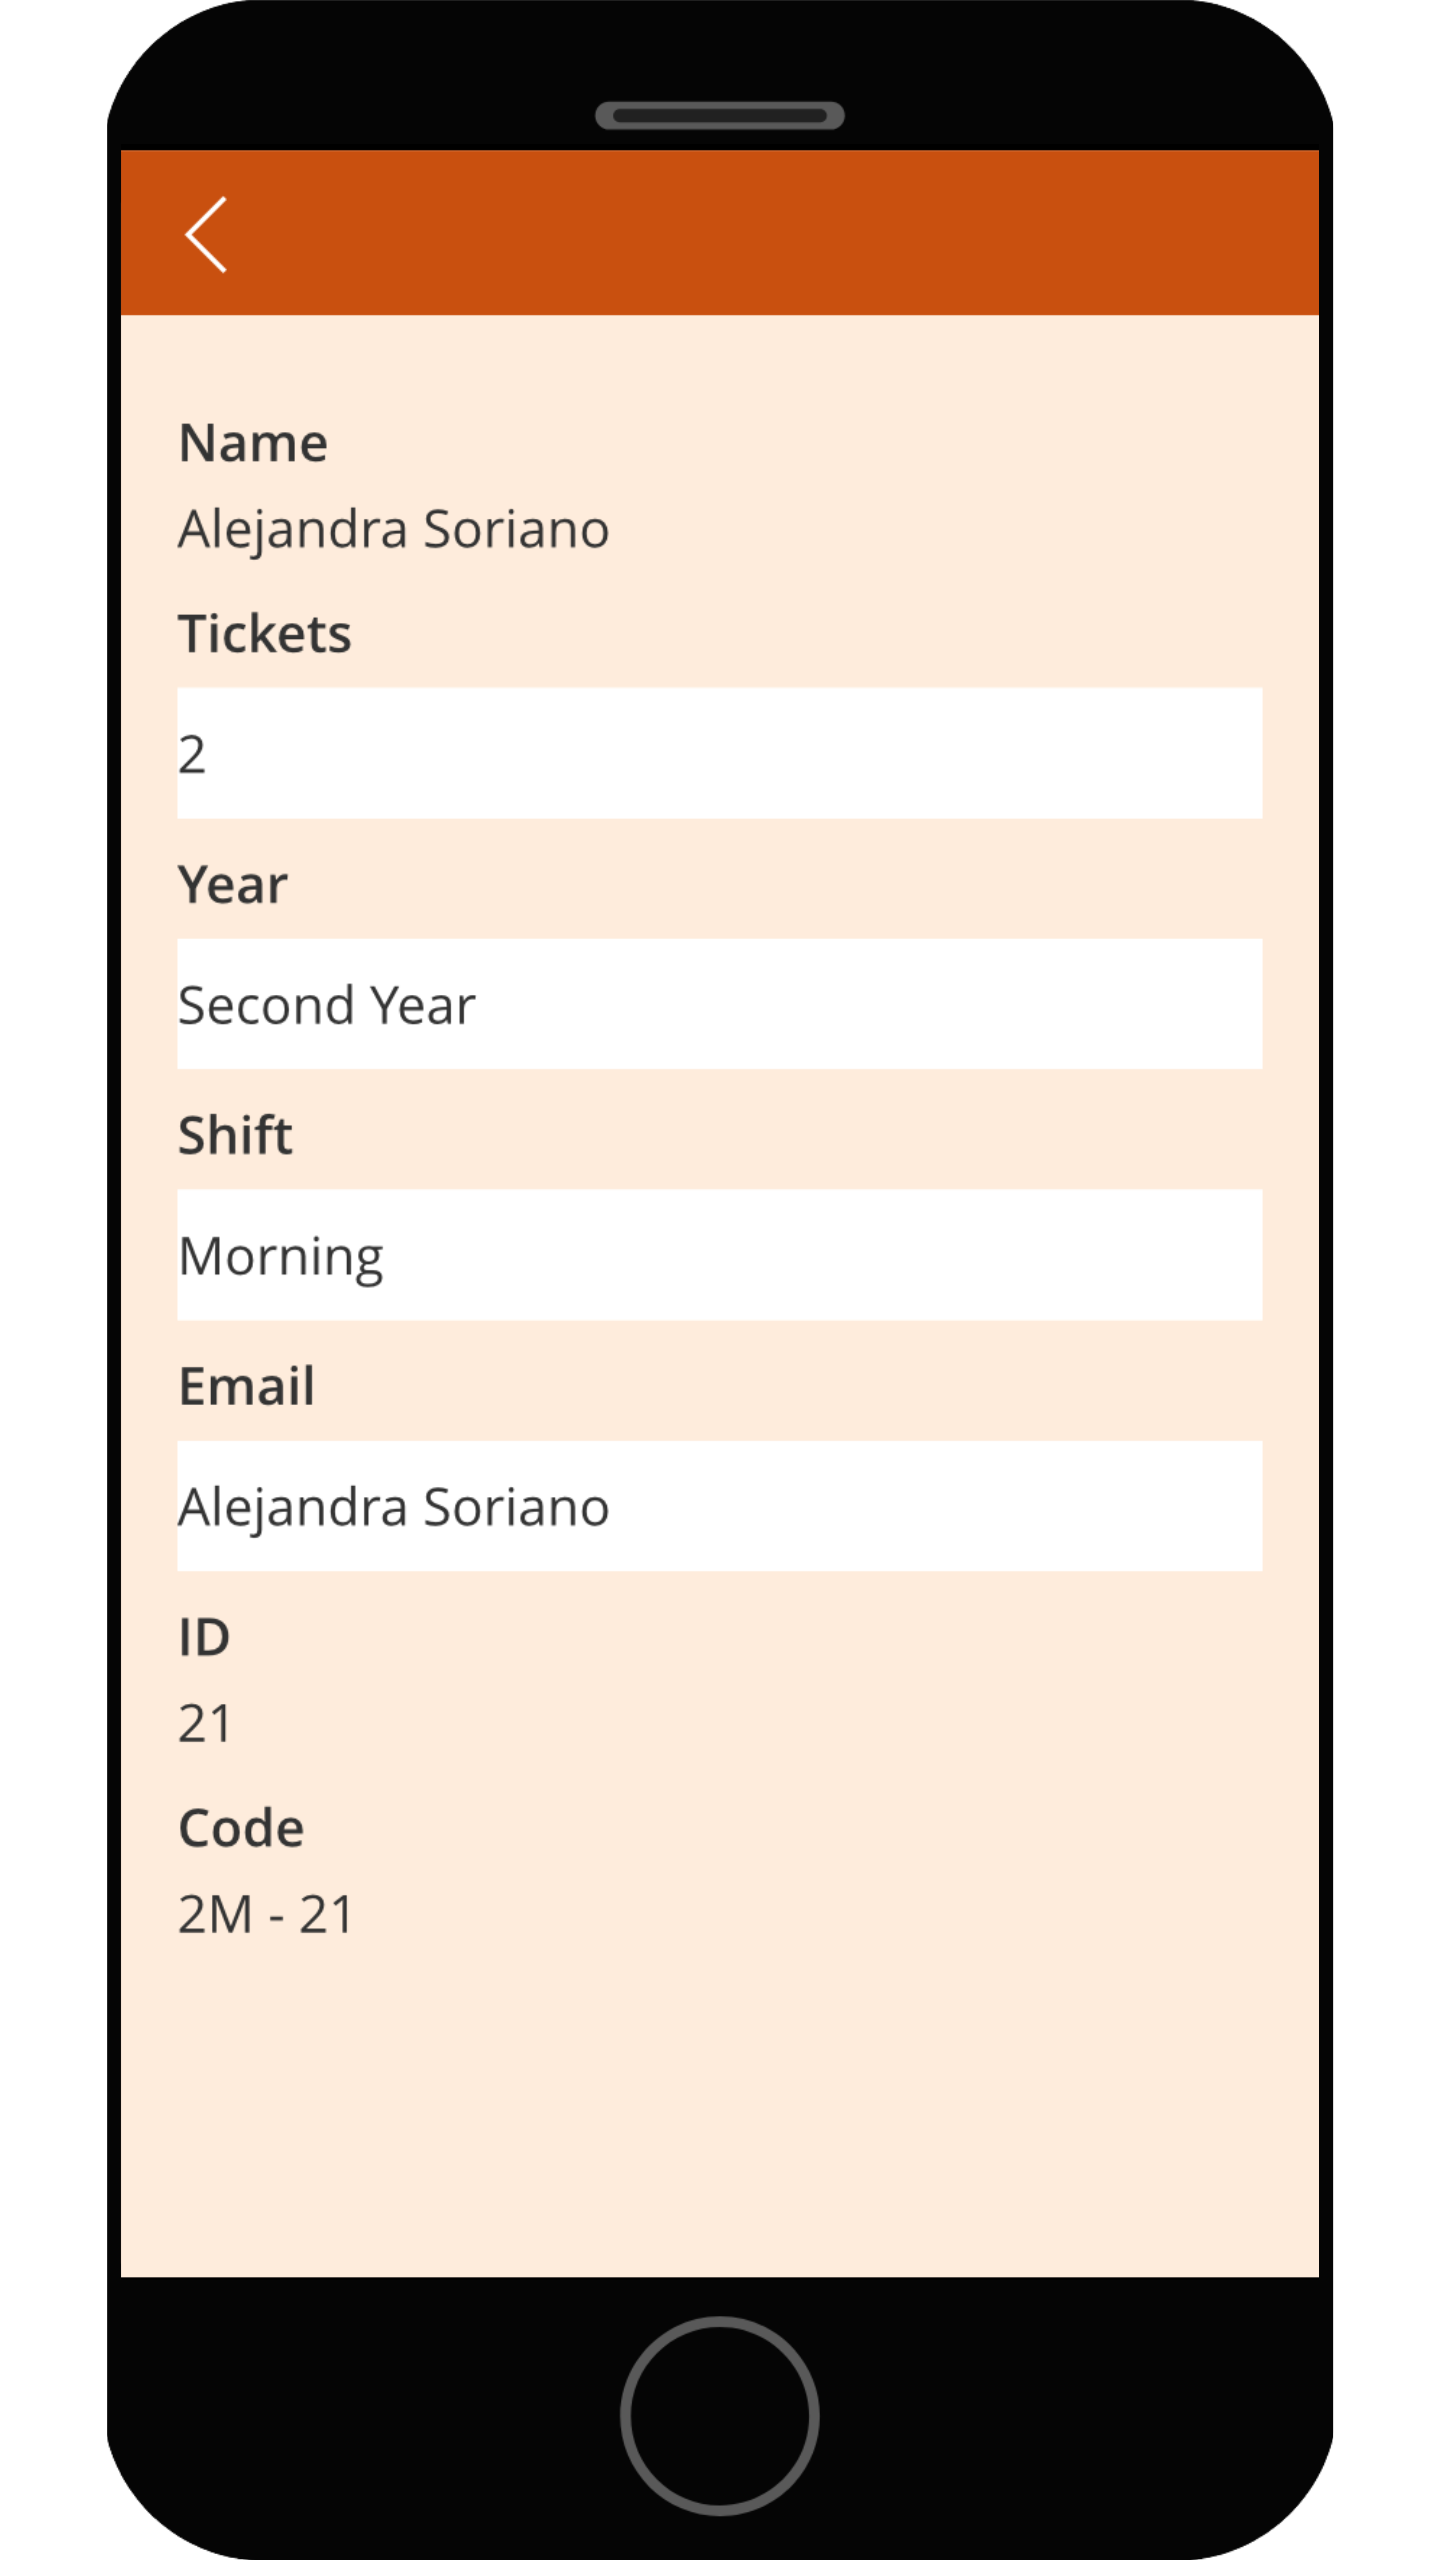 Name
Alejandra Soriano
Tickets
2
Year
Second Year
Shift
Morning
Email
Alejandra Soriano
ID
21
Code
2M - 21